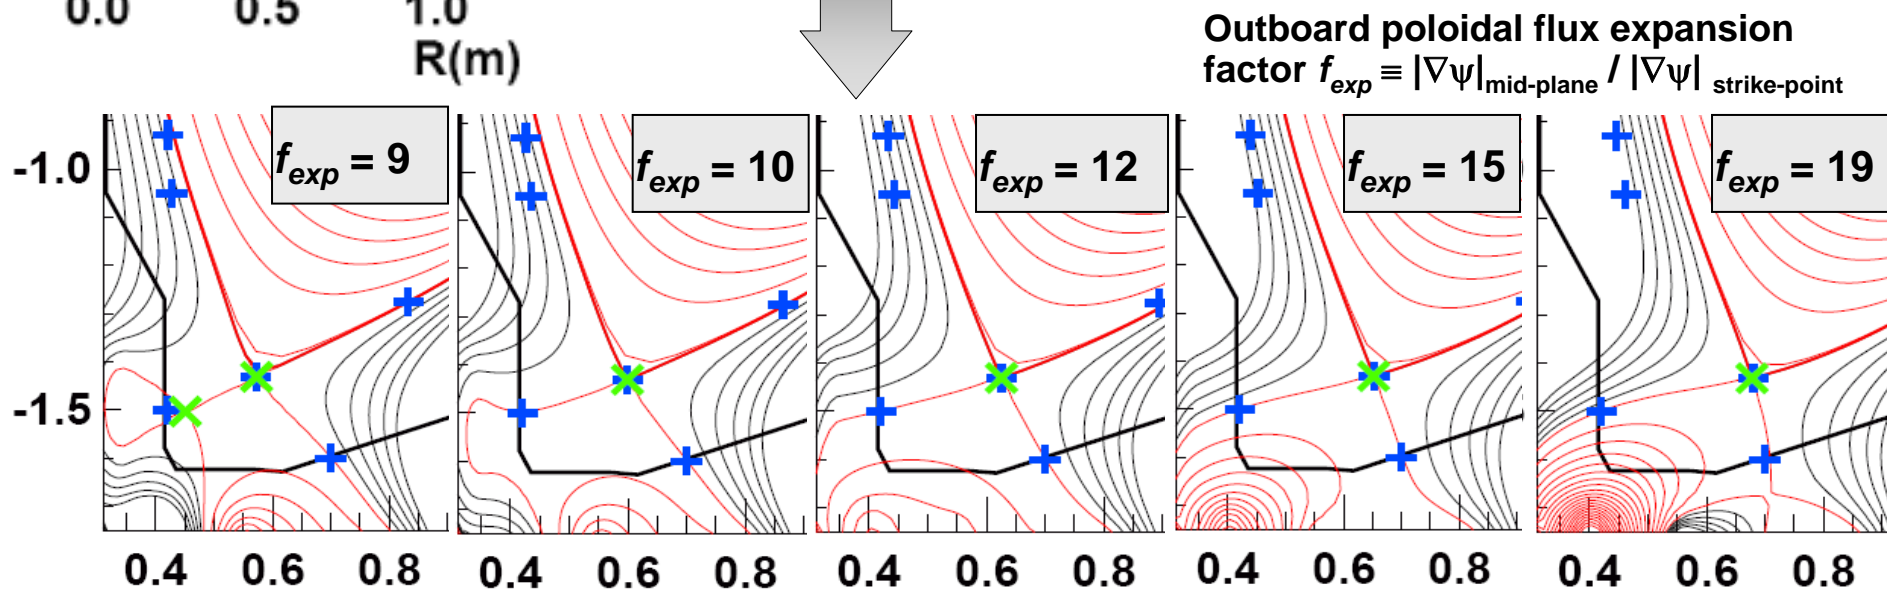 0.0 0.5 1.0
R(m)
Outboard poloidal flux expansion
factor fexp ≡ |∇ψ|mid-plane / |∇ψ| strike-point
fexp = 9 fexp = 10 fexp = 12 fexp = 15 fexp = 19
-1.0
-1.5
0.4 0.6 0.8 0.4 0.6 0.8 0.4 0.6 0.8 0.4 0.6 0.8 0.4 0.6 0.8